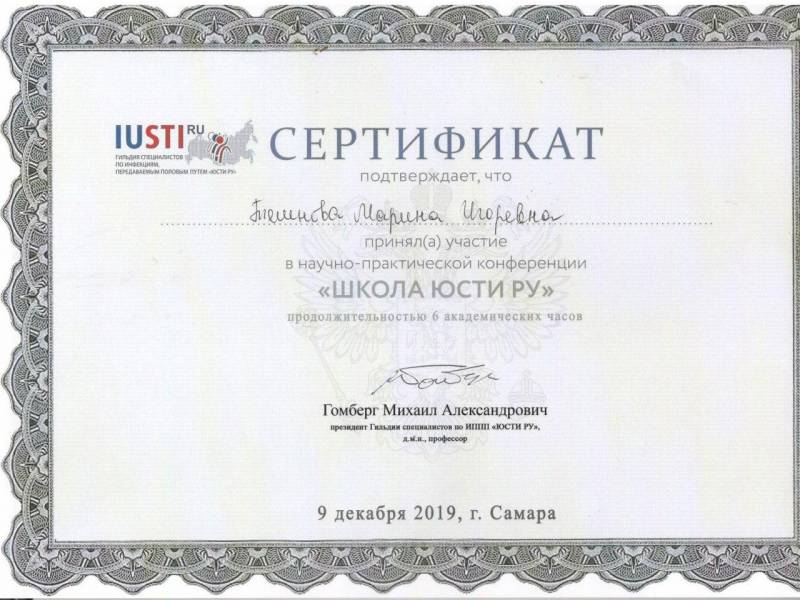 IUSTI RU
ГИЛЬДИЯ СПЕЦИАЛИСТОВ
ПО ИНФЕКЦИЯМ,
ПЕРЕДАВАЕМЫМ ПОЛОВЫМ ПУТЕМ «ЮСТИ РУ»
СЕРТИФИКАТ
подтверждает, что
Марина Игоревна
принял(а) участие
в научно-практической конференции
«ШКОЛА ЮСТИ РУ»
продолжительностью 6 академических часов
Гомберг Михаил Александрович
президент Гильдии специалистов по ИППП «ЮСТИ РУ»,
д.м.н., профессор
9 декабря 2019, г. Самара